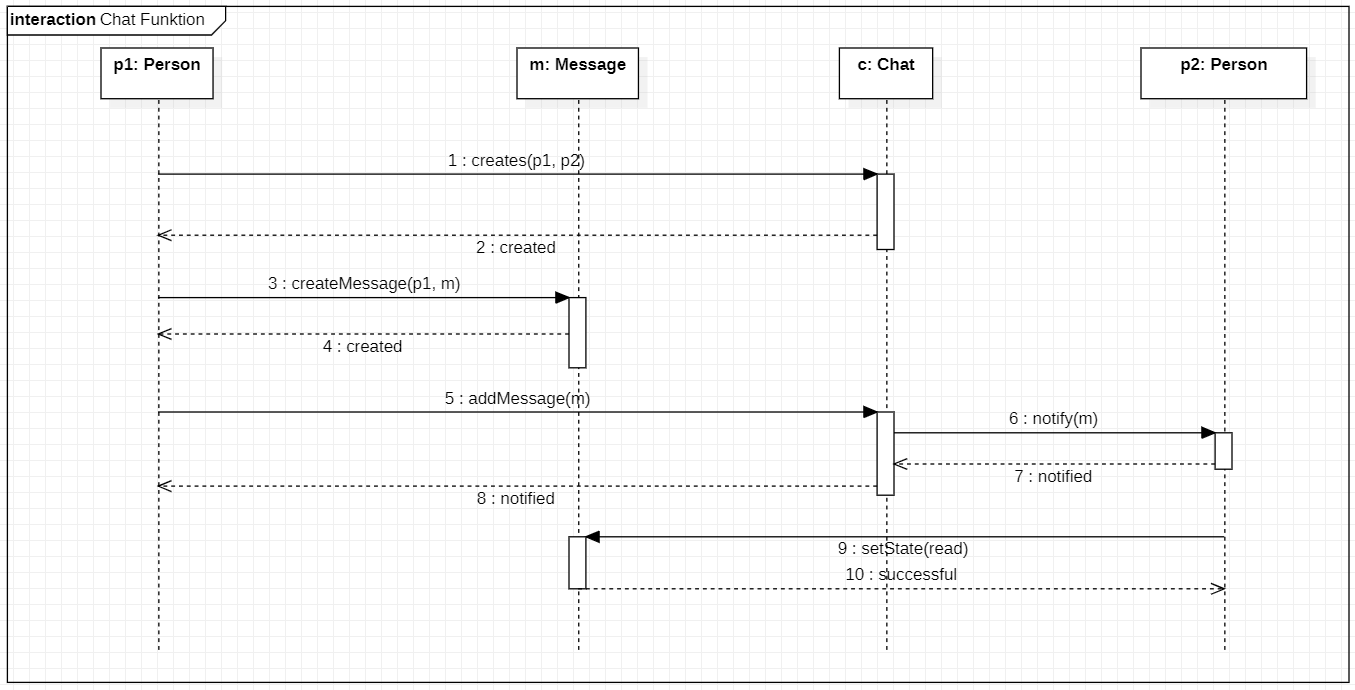 interaction Chat Funktion
p1: Person
m: Message
c: Chat
p2: Person
1 : creates(p1, p2)
2 : created
3 : createMessage(p1, m)
4 : created
5 : addMessage(m)
6 : notify(m)
7 : notified
8 : notified
9 : setState(read)
10 : successful